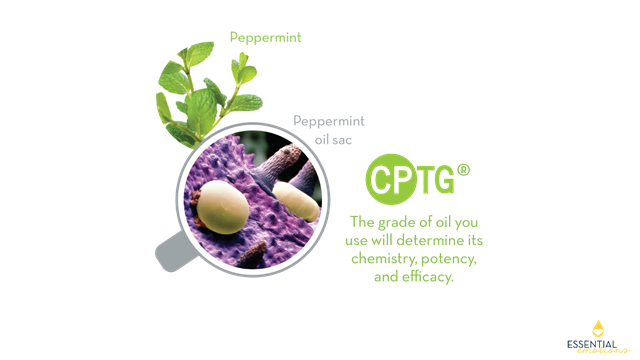 Peppermint
Peppermint
oil sac
CPTG®
The grade of oil you
use will determine its
chemistry, potency,
and efficacy.
ESSENTIAL
emotions